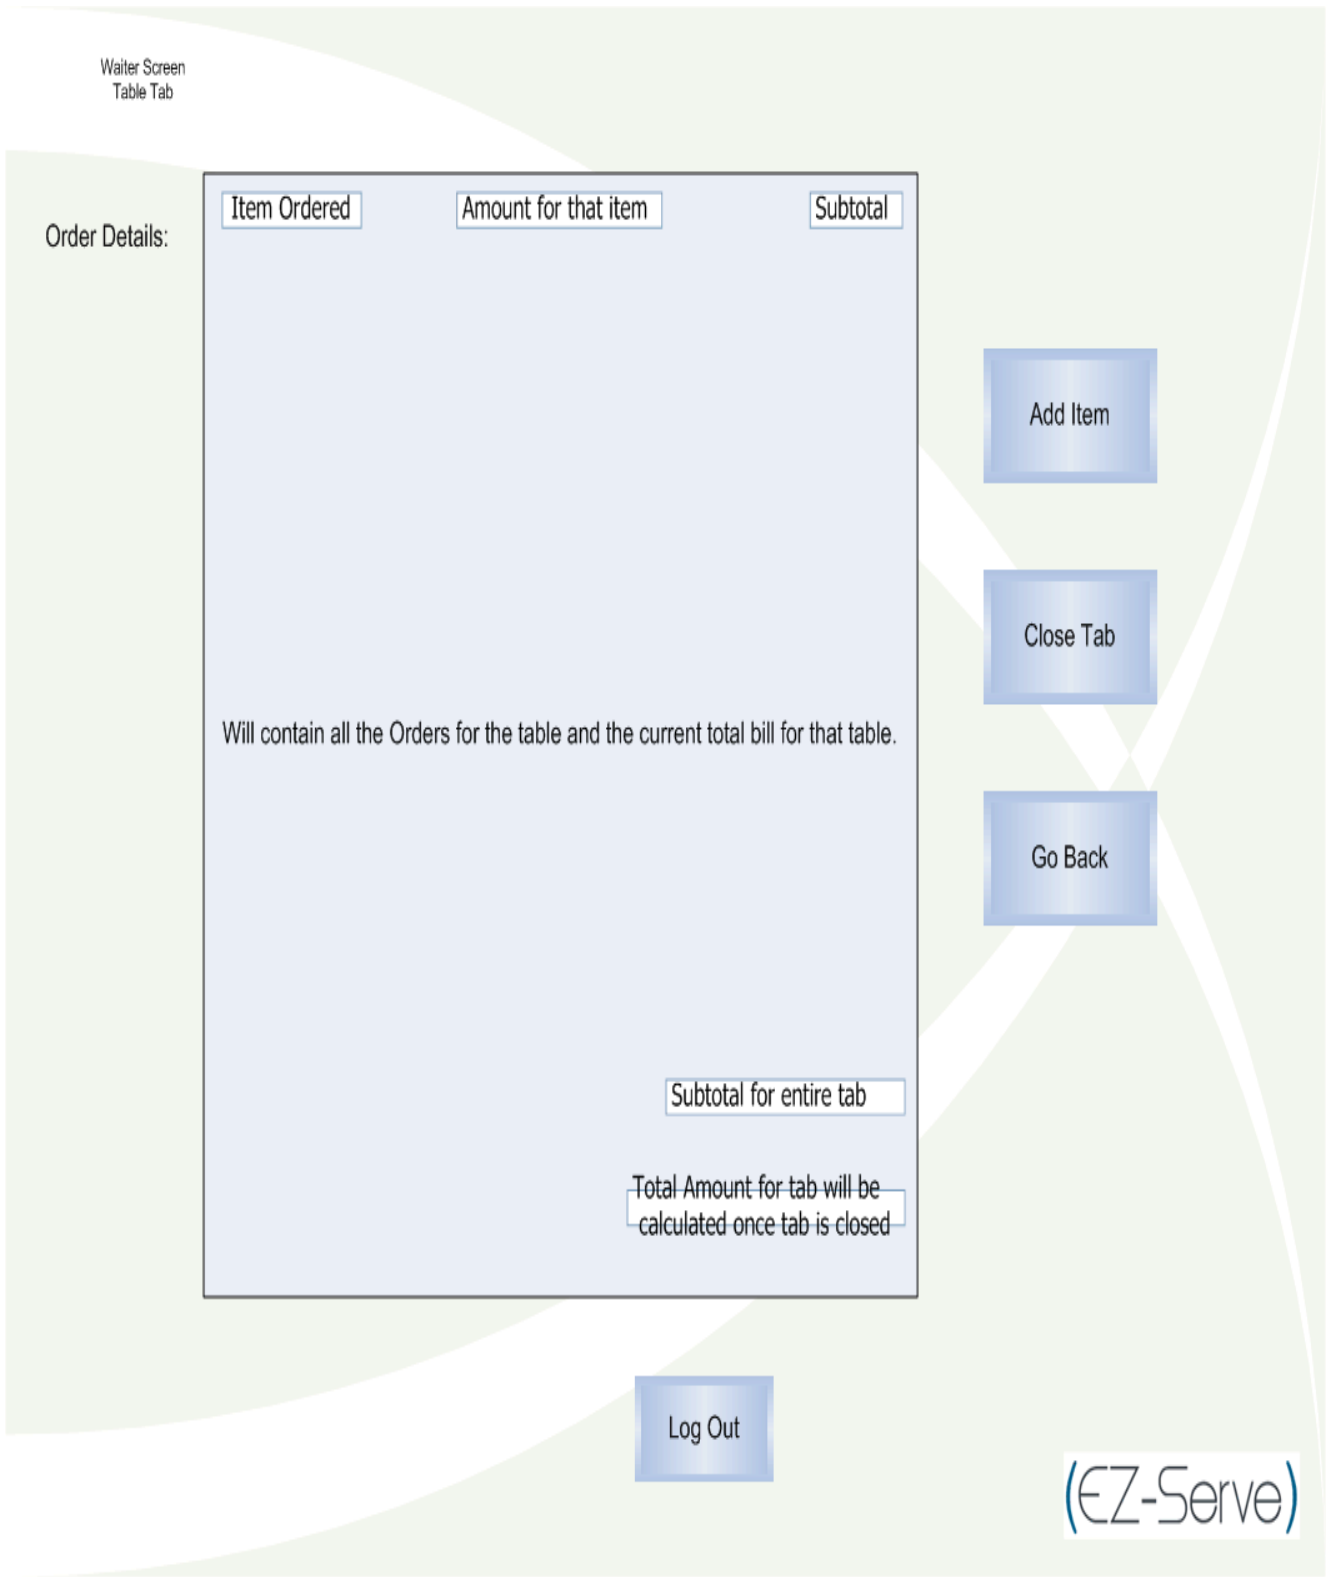 Waiter Screen
Table Tab
Order Details:
Item Ordered
Amount for that item
Subtotal
Add Item
Close Tab
Will contain all the Orders for the table and the current total bill for that table.
Go Back
Subtotal for entire tab
Total Amount for tab will be
calculated once tab is closed
Log Out
(EZ-Serve)